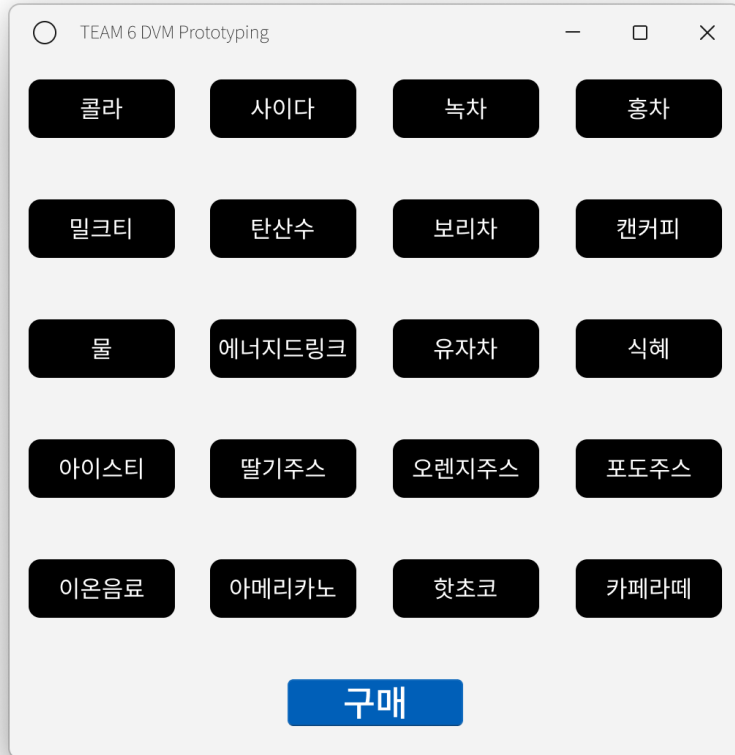 TEAM 6 DVM Prototyping
콜라 사이다 녹차 홍차
밀크티 탄산수 보리차 캔커피
물 에너지드링크 유자차 식혜
아이스티 딸기주스 오렌지주스 포도주스
이온음료 아메리카노 핫초코 카페라떼
구매